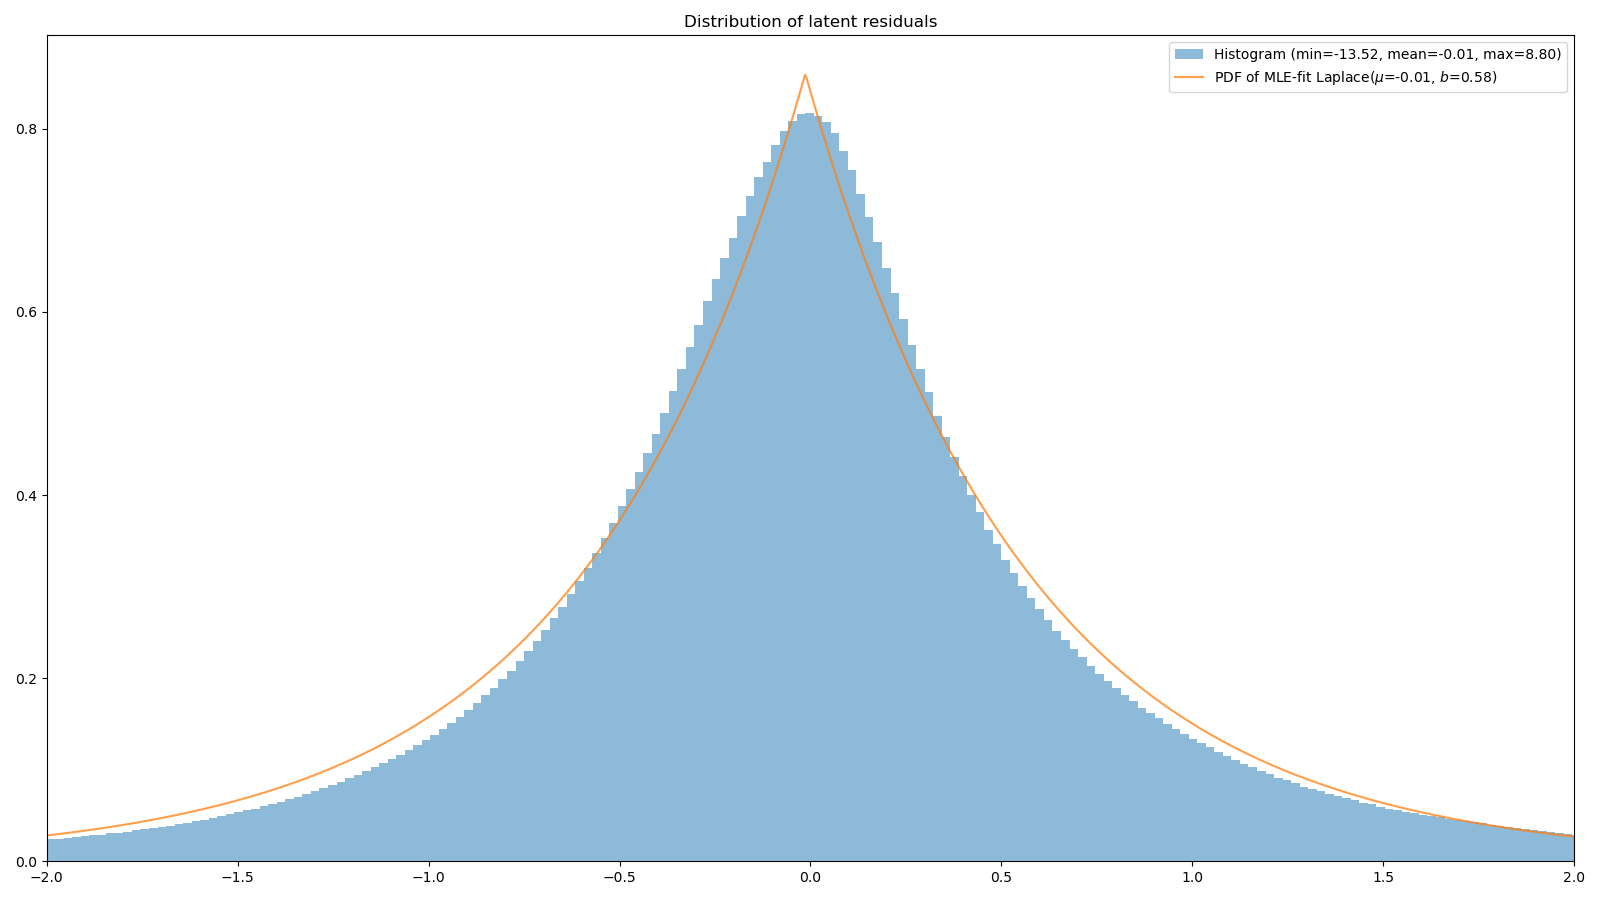 Distribution of latent residuals
Histogram (min=-13.52, mean=-0.01, max=8.80)
PDF of MLE-fit Laplace(μ=-0.01, b=0.58)
0.8
0.6
0.4
0.2
0.0
−2.0 −1.5 −1.0 −0.5 0.0 0.5 1.0 1.5 2.0